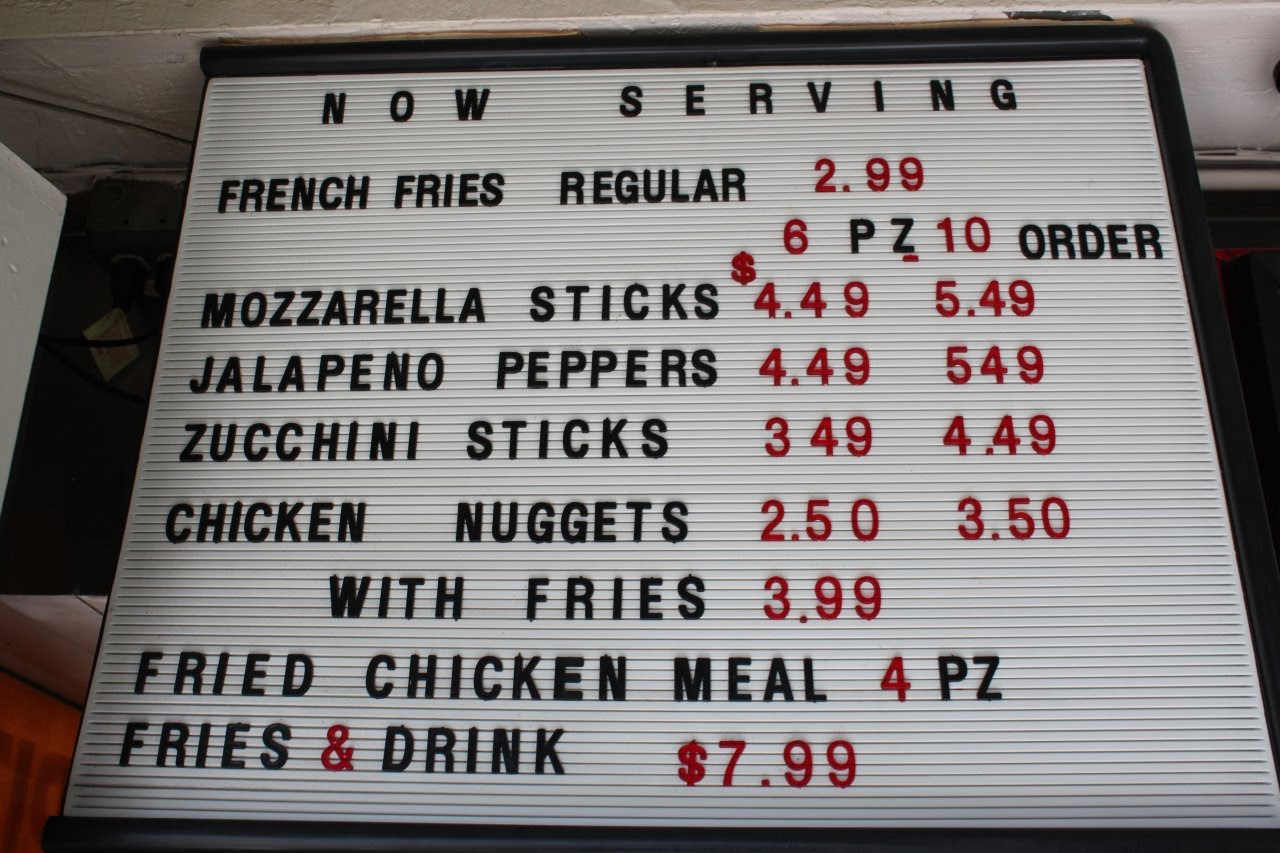 NOW SERVING
FRENCH FRIES REGULAR 2.99
6 PZ 10 ORDER
MOZZARELLA STICKS $4.49 5.49
JALAPENO PEPPERS 4.49 549
ZUCCHINI STICKS 349 4.49
CHICKEN NUGGETS 2.50 3.50
WITH FRIES 3.99
FRIED CHICKEN MEAL 4 PZ
FRIES & DRINK $7.99